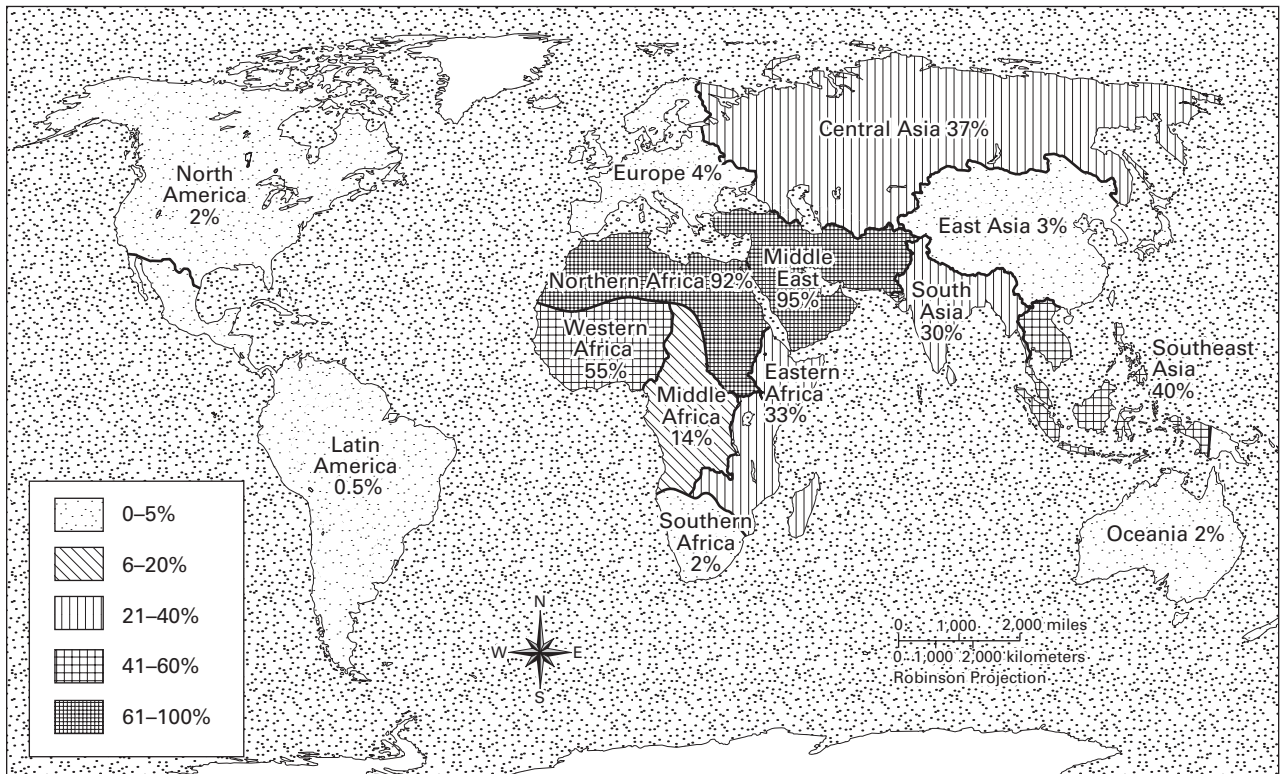 North
America
2%
Europe 4%
Central Asia 37%
East Asia 3%
Northern Africa 92%
Middle
East
95%
South
Asia
30%
Western
Africa
55%
Southeast
Asia
40%
Eastern
Africa
33%
Middle
Africa
14%
Latin
America
0.5%
Southern
Africa
2%
Oceania 2%
0–5%
6–20%
21–40%
41–60%
61–100%
N
W
E
S
0 1,000 2,000 miles
0 1,000 2,000 kilometers
Robinson Projection